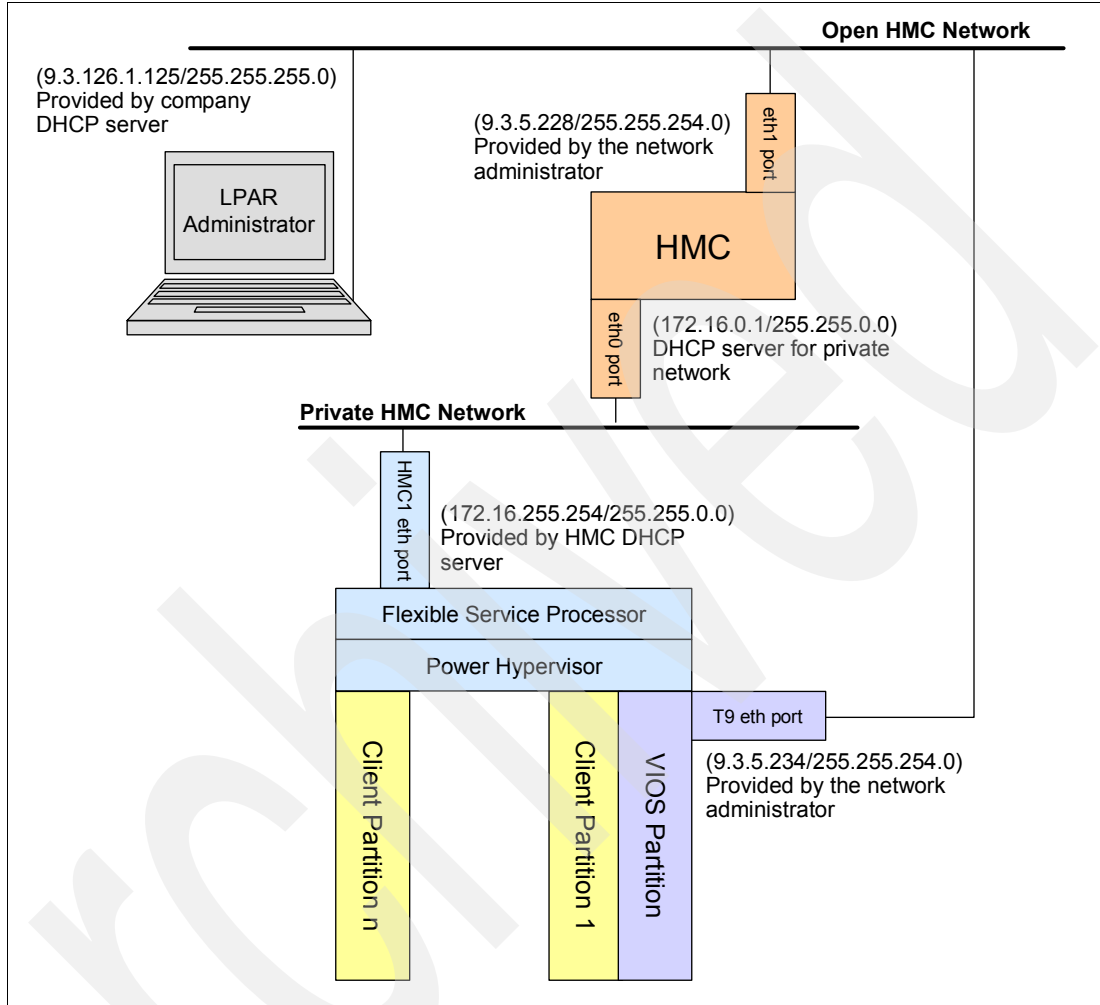 Open HMC Network
(9.3.126.1.125/255.255.255.0)
Provided by company
DHCP server
LPAR
Administrator
(9.3.5.228/255.255.254.0)
Provided by the network
administrator
eth1 port
HMC
eth0 port
(172.16.0.1/255.255.0.0)
DHCP server for private
network
Private HMC Network
HMC1 eth port
(172.16.255.254/255.255.0.0)
Provided by HMC DHCP
server
Flexible Service Processor
Power Hypervisor
Client Partition n
Client Partition 1
VIOS Partition
T9 eth port
(9.3.5.234/255.255.254.0)
Provided by the network
administrator
rchived